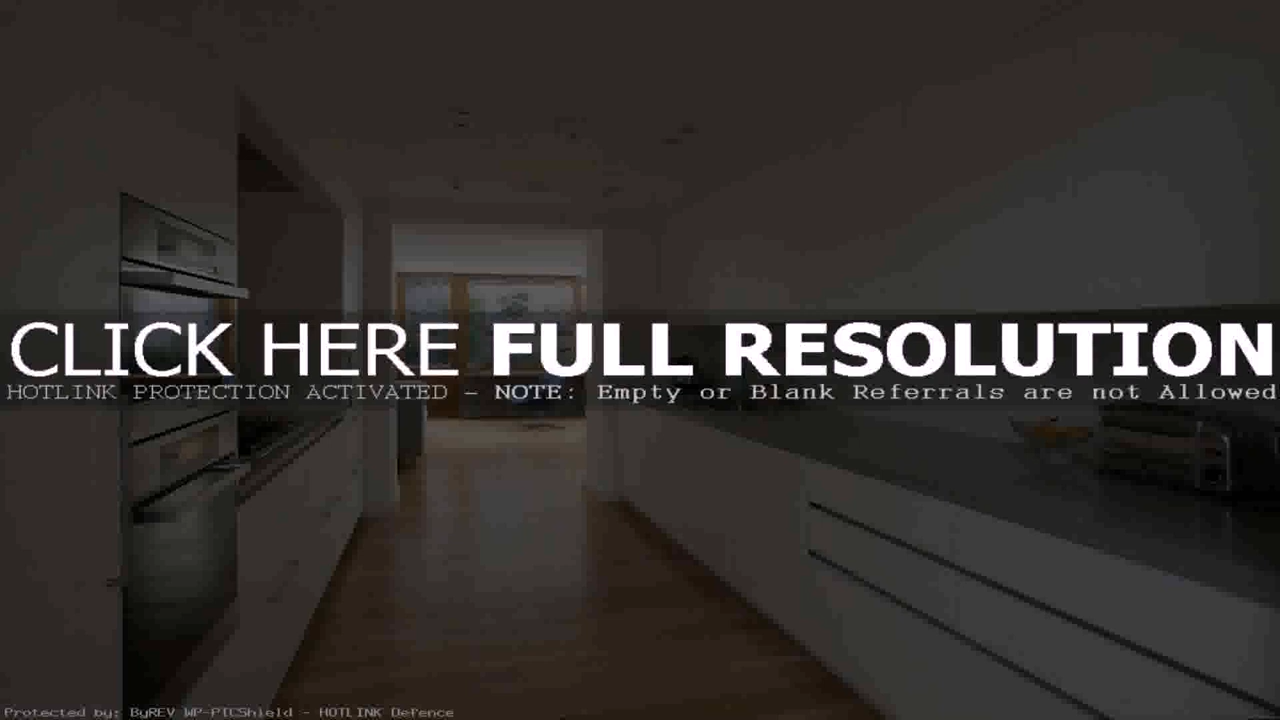 CLICK HERE FULL RESOLUTION
HOTLINK PROTECTION ACTIVATED - NOTE: Empty or Blank Referrals are not Allowed
Protected by: ByREV WP-PICShield - HOTLINK Defence